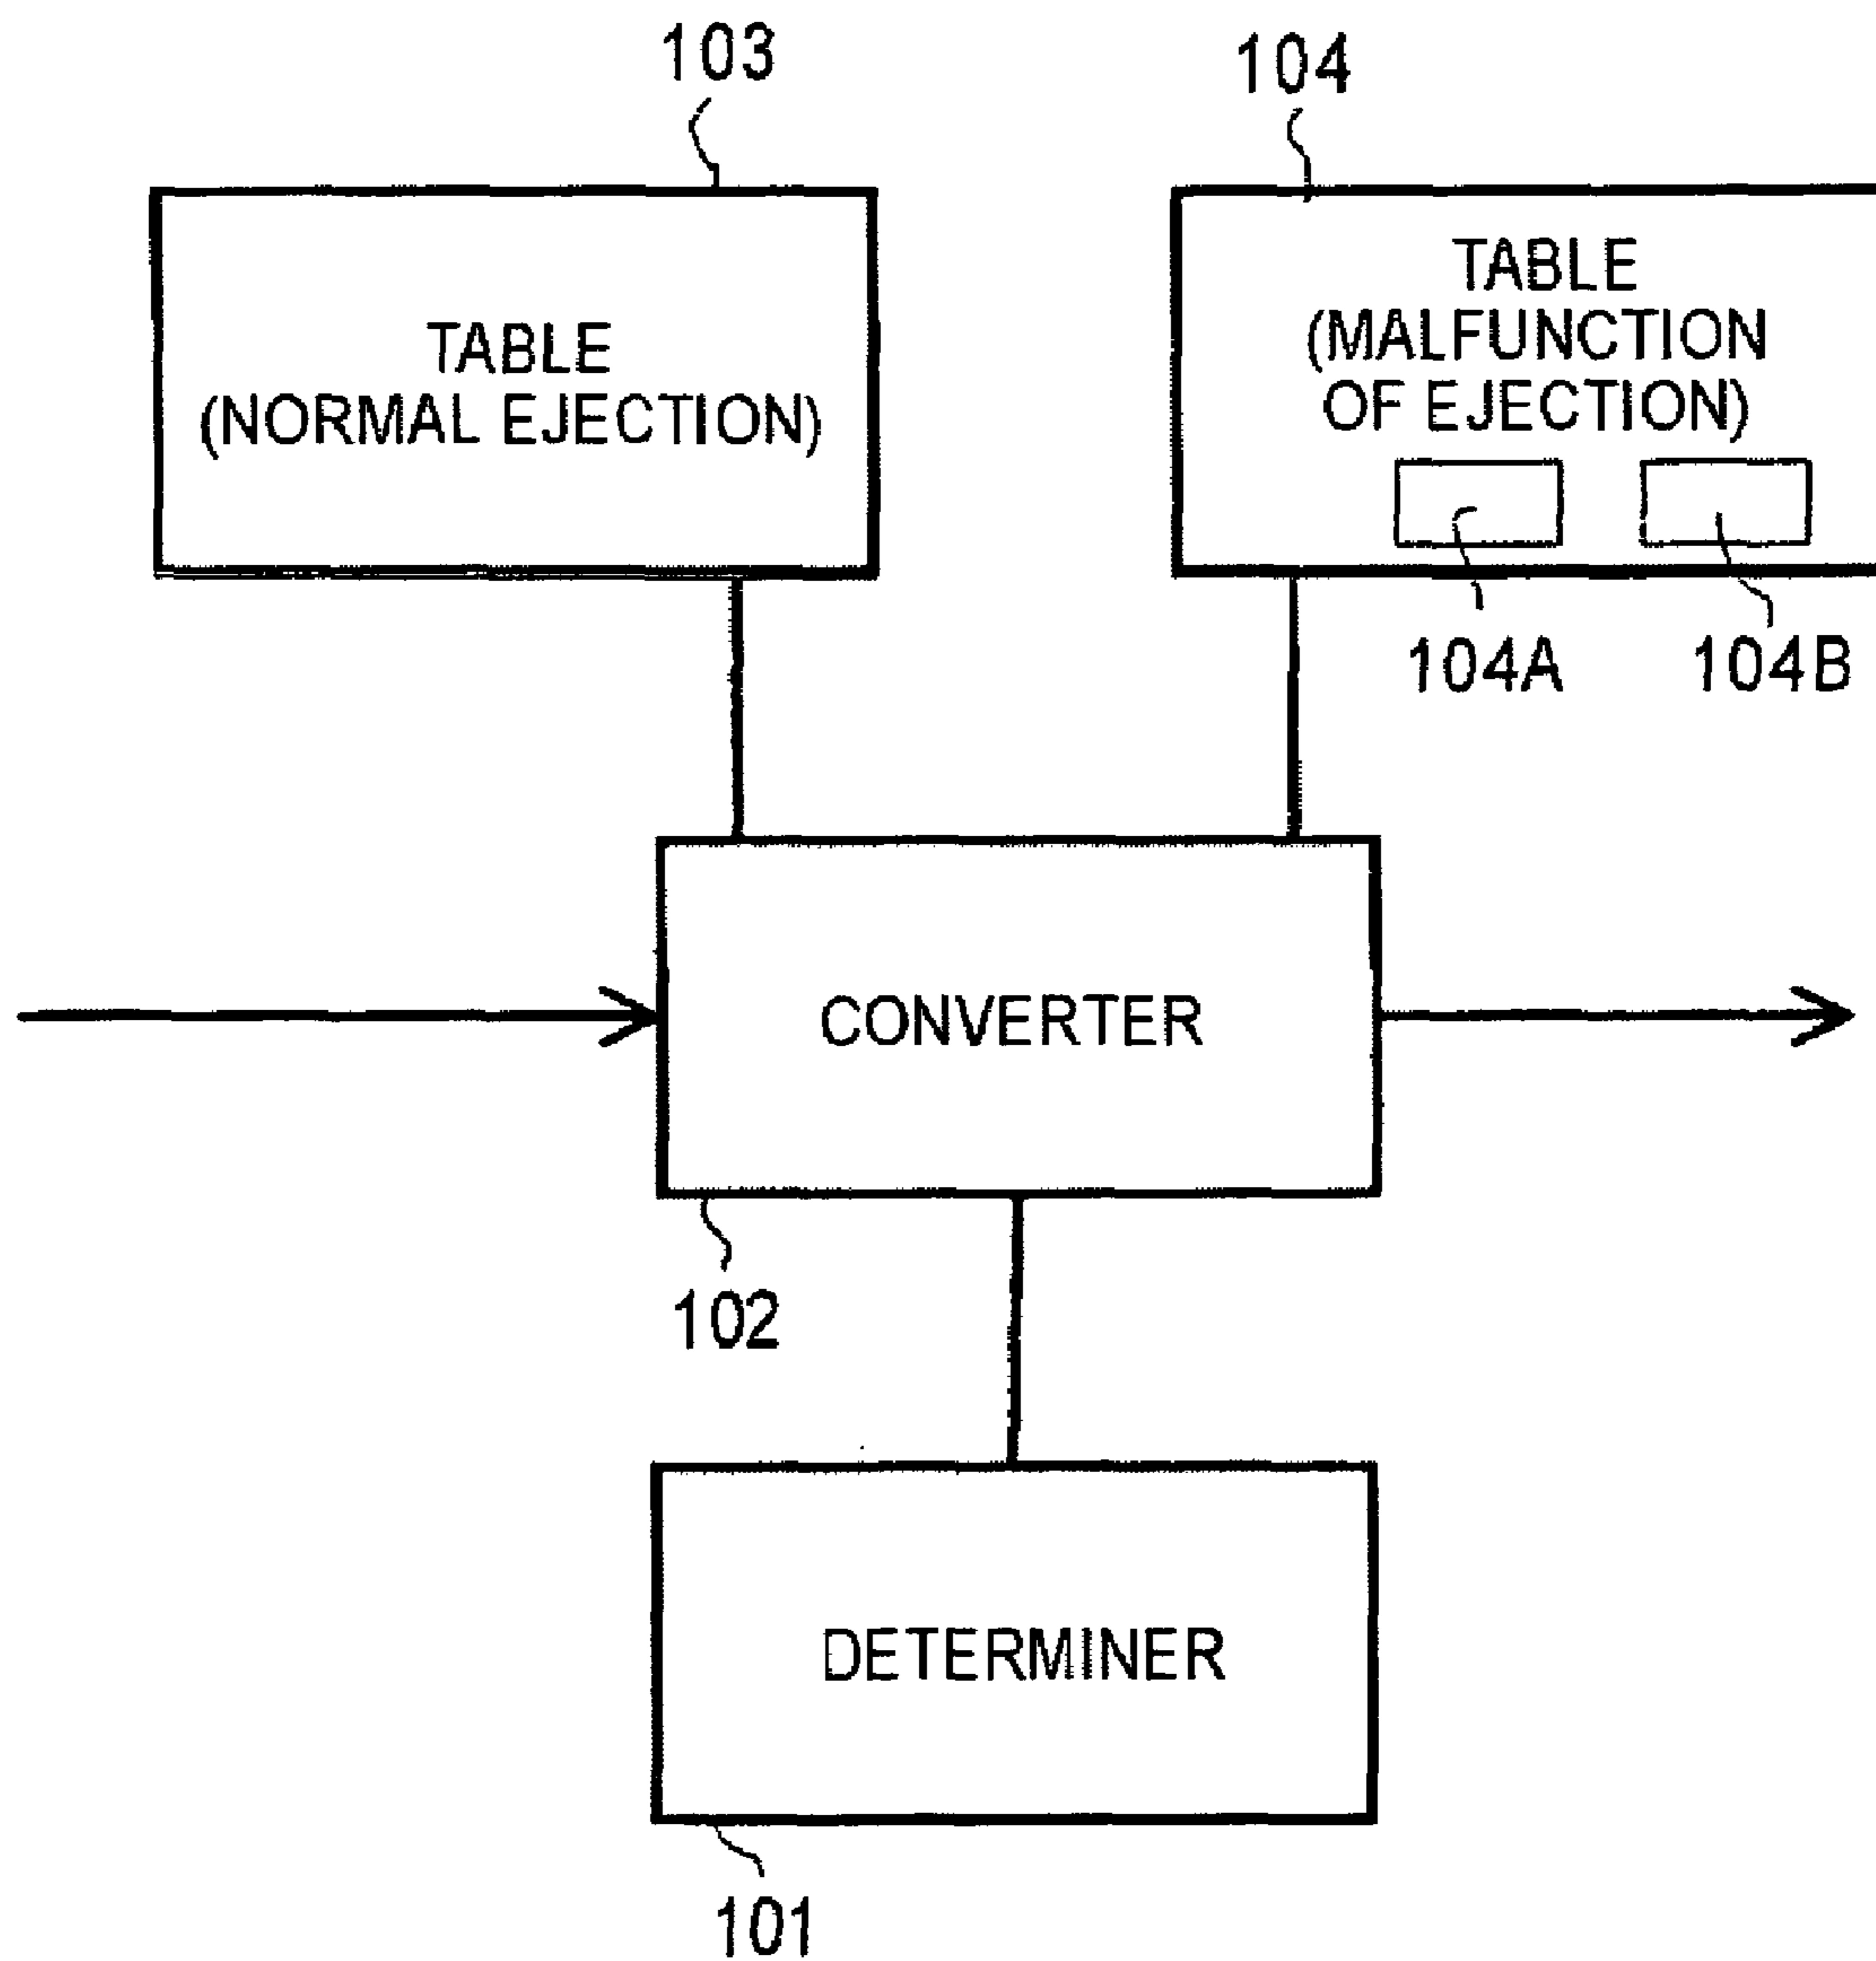 103
104
TABLE
(NORMAL EJECTION)
TABLE
(MALFUNCTION
OF EJECTION)
104A
104B
CONVERTER
102
DETERMINER
101